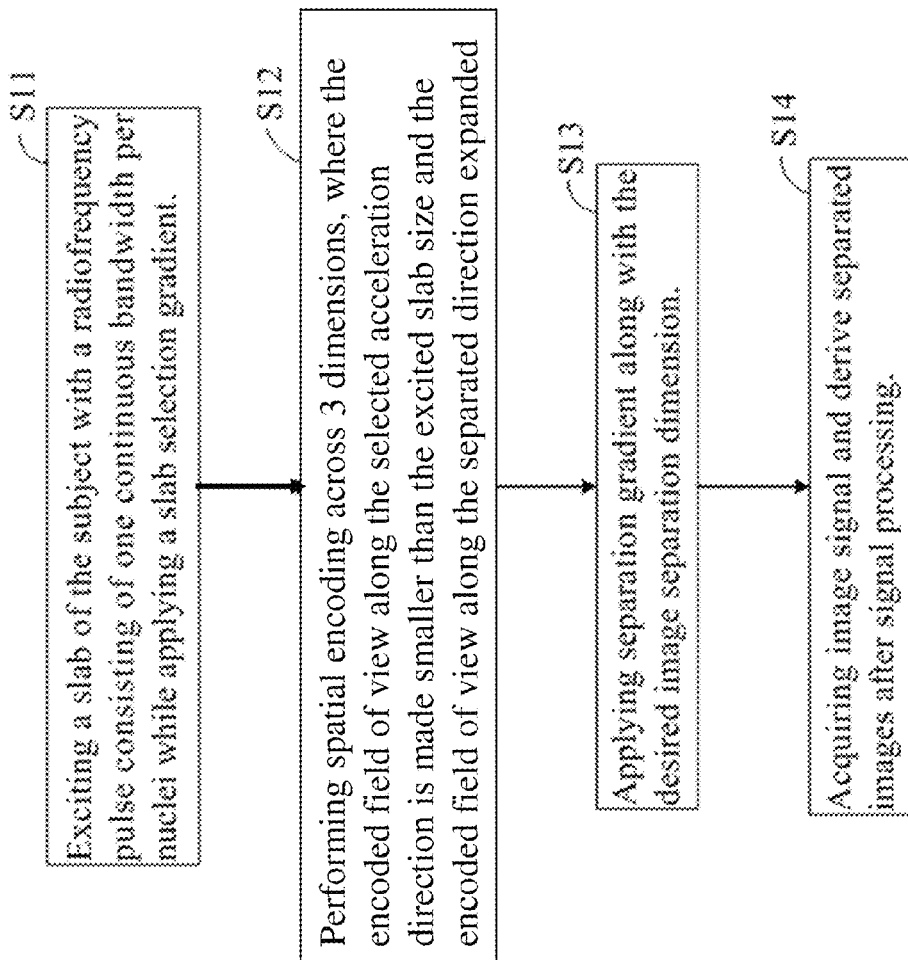 S11
Exciting a slab of the subject with a radiofrequency
pulse consisting of one continuous bandwidth per
nuclei while applying a slab selection gradient.
S12
Performing spatial encoding across 3 dimensions, where the
encoded field of view along the selected acceleration
direction is made smaller than the excited slab size and the
encoded field of view along the separated direction expanded
S13
Applying separation gradient along with the
desired image separation dimension.
S14
Acquiring image signal and derive separated
images after signal processing.